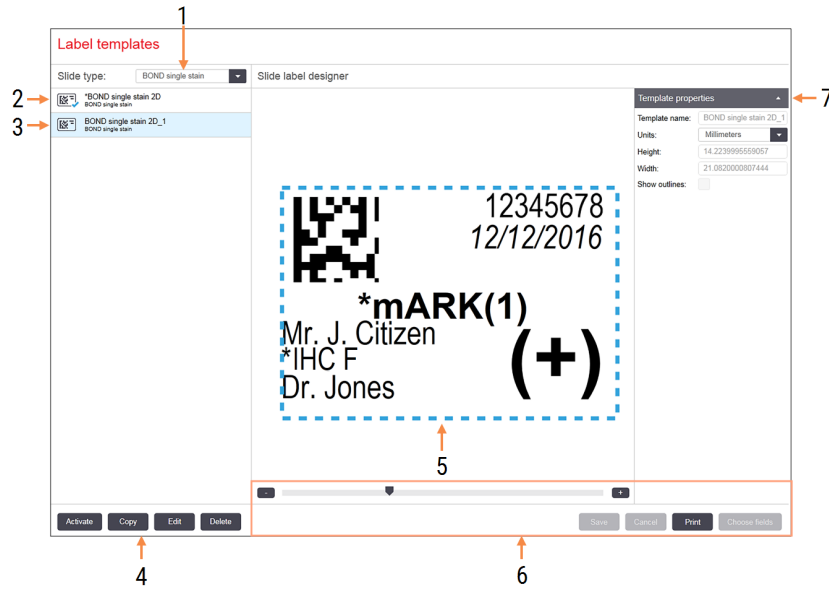 1
Label templates
Slide type: BOND single stain
Slide label designer
2
*BOND single stain 2D
BOND single stain
3
BOND single stain 2D_1
BOND single stain
Template properties
7
Template name: BOND single stain 2D_1
Units: Millimeters
Height: 14.2239995559057
Width: 21.0820000807444
Show outlines:
12345678
12/12/2016
*mARK(1)
Mr. J. Citizen
*IHC F
Dr. Jones
(+)
5
- +
Activate Copy Edit Delete
Save Cancel Print Choose fields
4
6